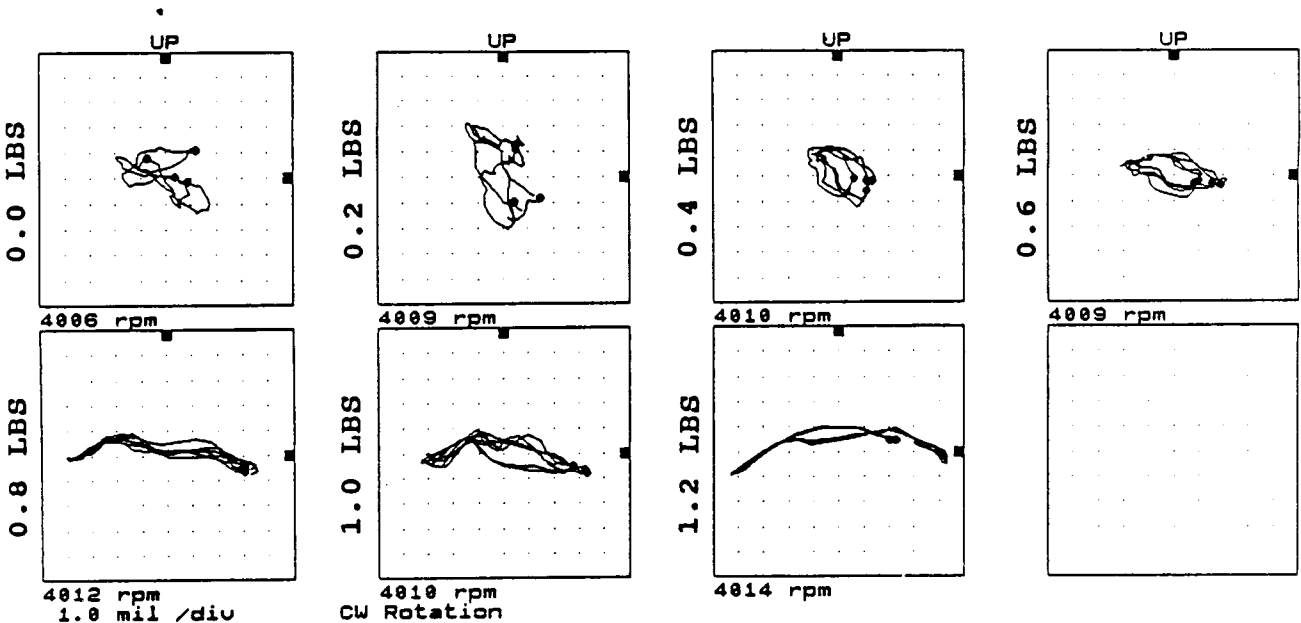 UP
UP
UP
UP
0.0 LBS
0.2 LBS
0.4 LBS
0.6 LBS
4006 rpm
4009 rpm
4010 rpm
4009 rpm
0.8 LBS
1.0 LBS
1.2 LBS
4012 rpm
4010 rpm
4014 rpm
1.0 mil /div
CW Rotation